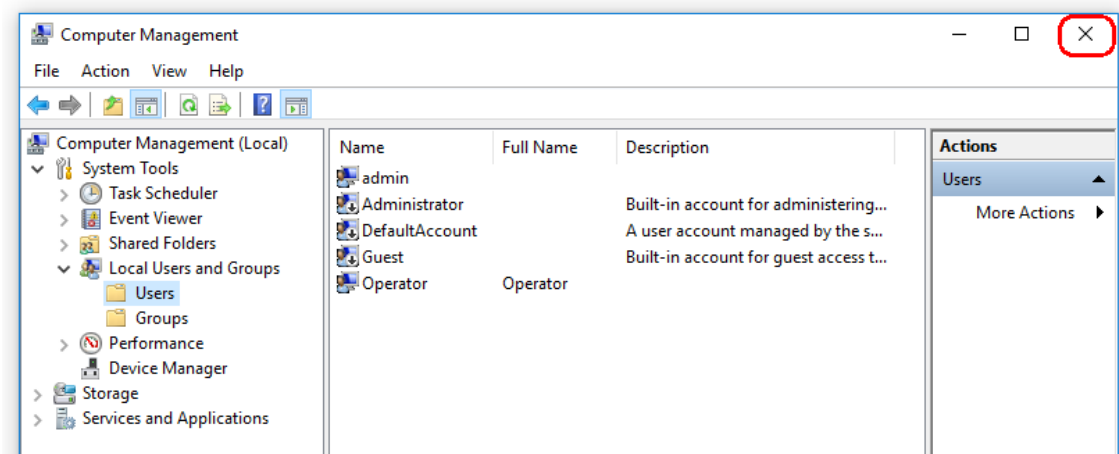 Computer Management
File Action View Help
Computer Management (Local)
System Tools
Task Scheduler
Event Viewer
Shared Folders
Local Users and Groups
Users
Groups
Performance
Device Manager
Storage
Services and Applications
Name Full Name Description
admin
Administrator Built-in account for administering...
DefaultAccount A user account managed by the s...
Guest Built-in account for guest access t...
Operator Operator
Actions
Users
More Actions